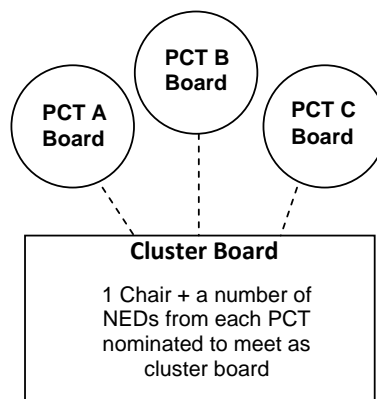 PCT A
Board
PCT B
Board
PCT C
Board
Cluster Board
1 Chair + a number of
NEDs from each PCT
nominated to meet as
cluster board